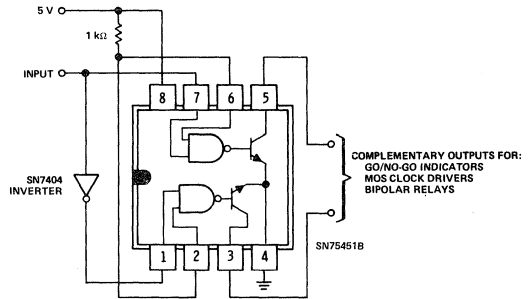 5 V
1 kΩ
INPUT
8 7 6 5
SN7404
INVERTER
COMPLEMENTARY OUTPUTS FOR:
GO/NO-GO INDICATORS
MOS CLOCK DRIVERS
BIPOLAR RELAYS
SN75451B
1 2 3 4